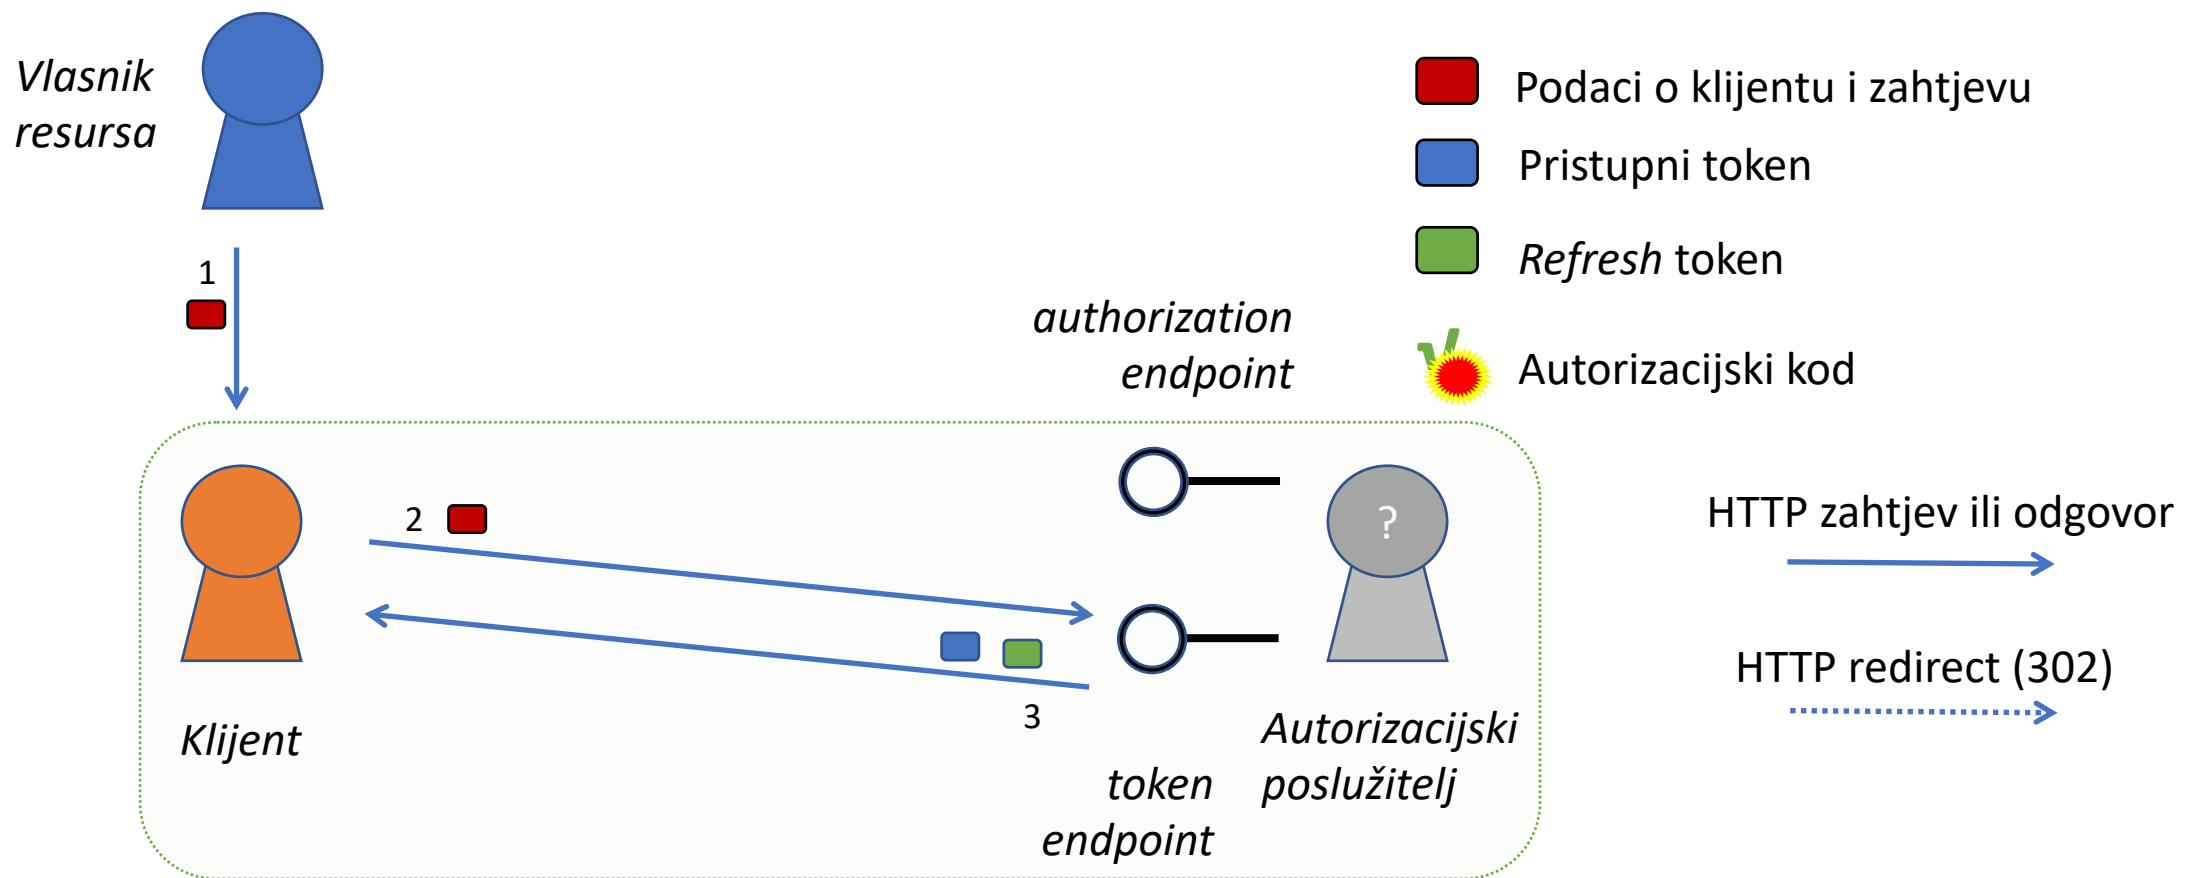 Vlasnik
resursa
1
Podaci o klijentu i zahtjevu
Pristupni token
Refresh token
Autorizacijski kod
authorization
endpoint
2
?
HTTP zahtjev ili odgovor
HTTP redirect (302)
3
Klijent
Autorizacijski
poslužitelj
token
endpoint